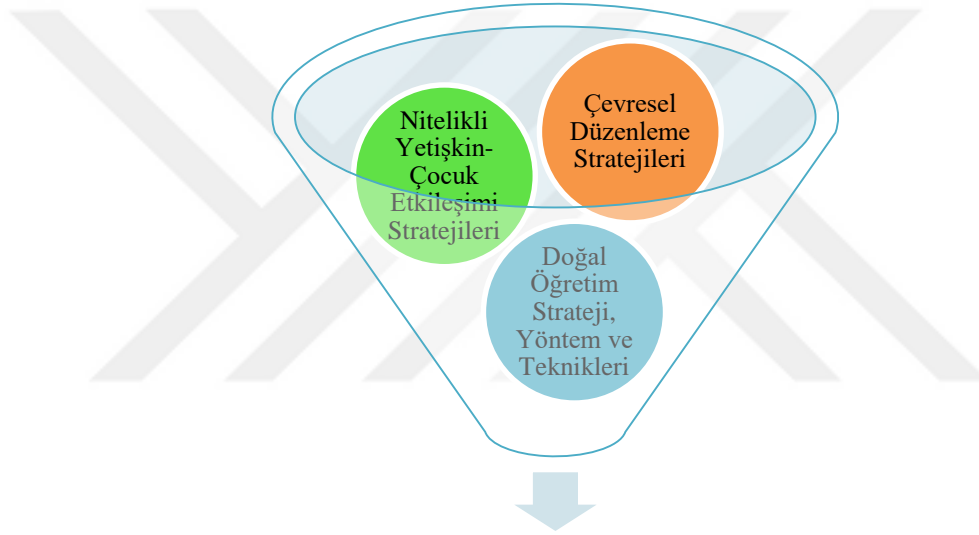 Nitelikli
Yetişkin-
Çocuk
Etkileşimi
Stratejileri
Çevresel
Düzenleme
Stratejileri
Doğal
Öğretim
Strateji,
Yöntem ve
Teknikleri